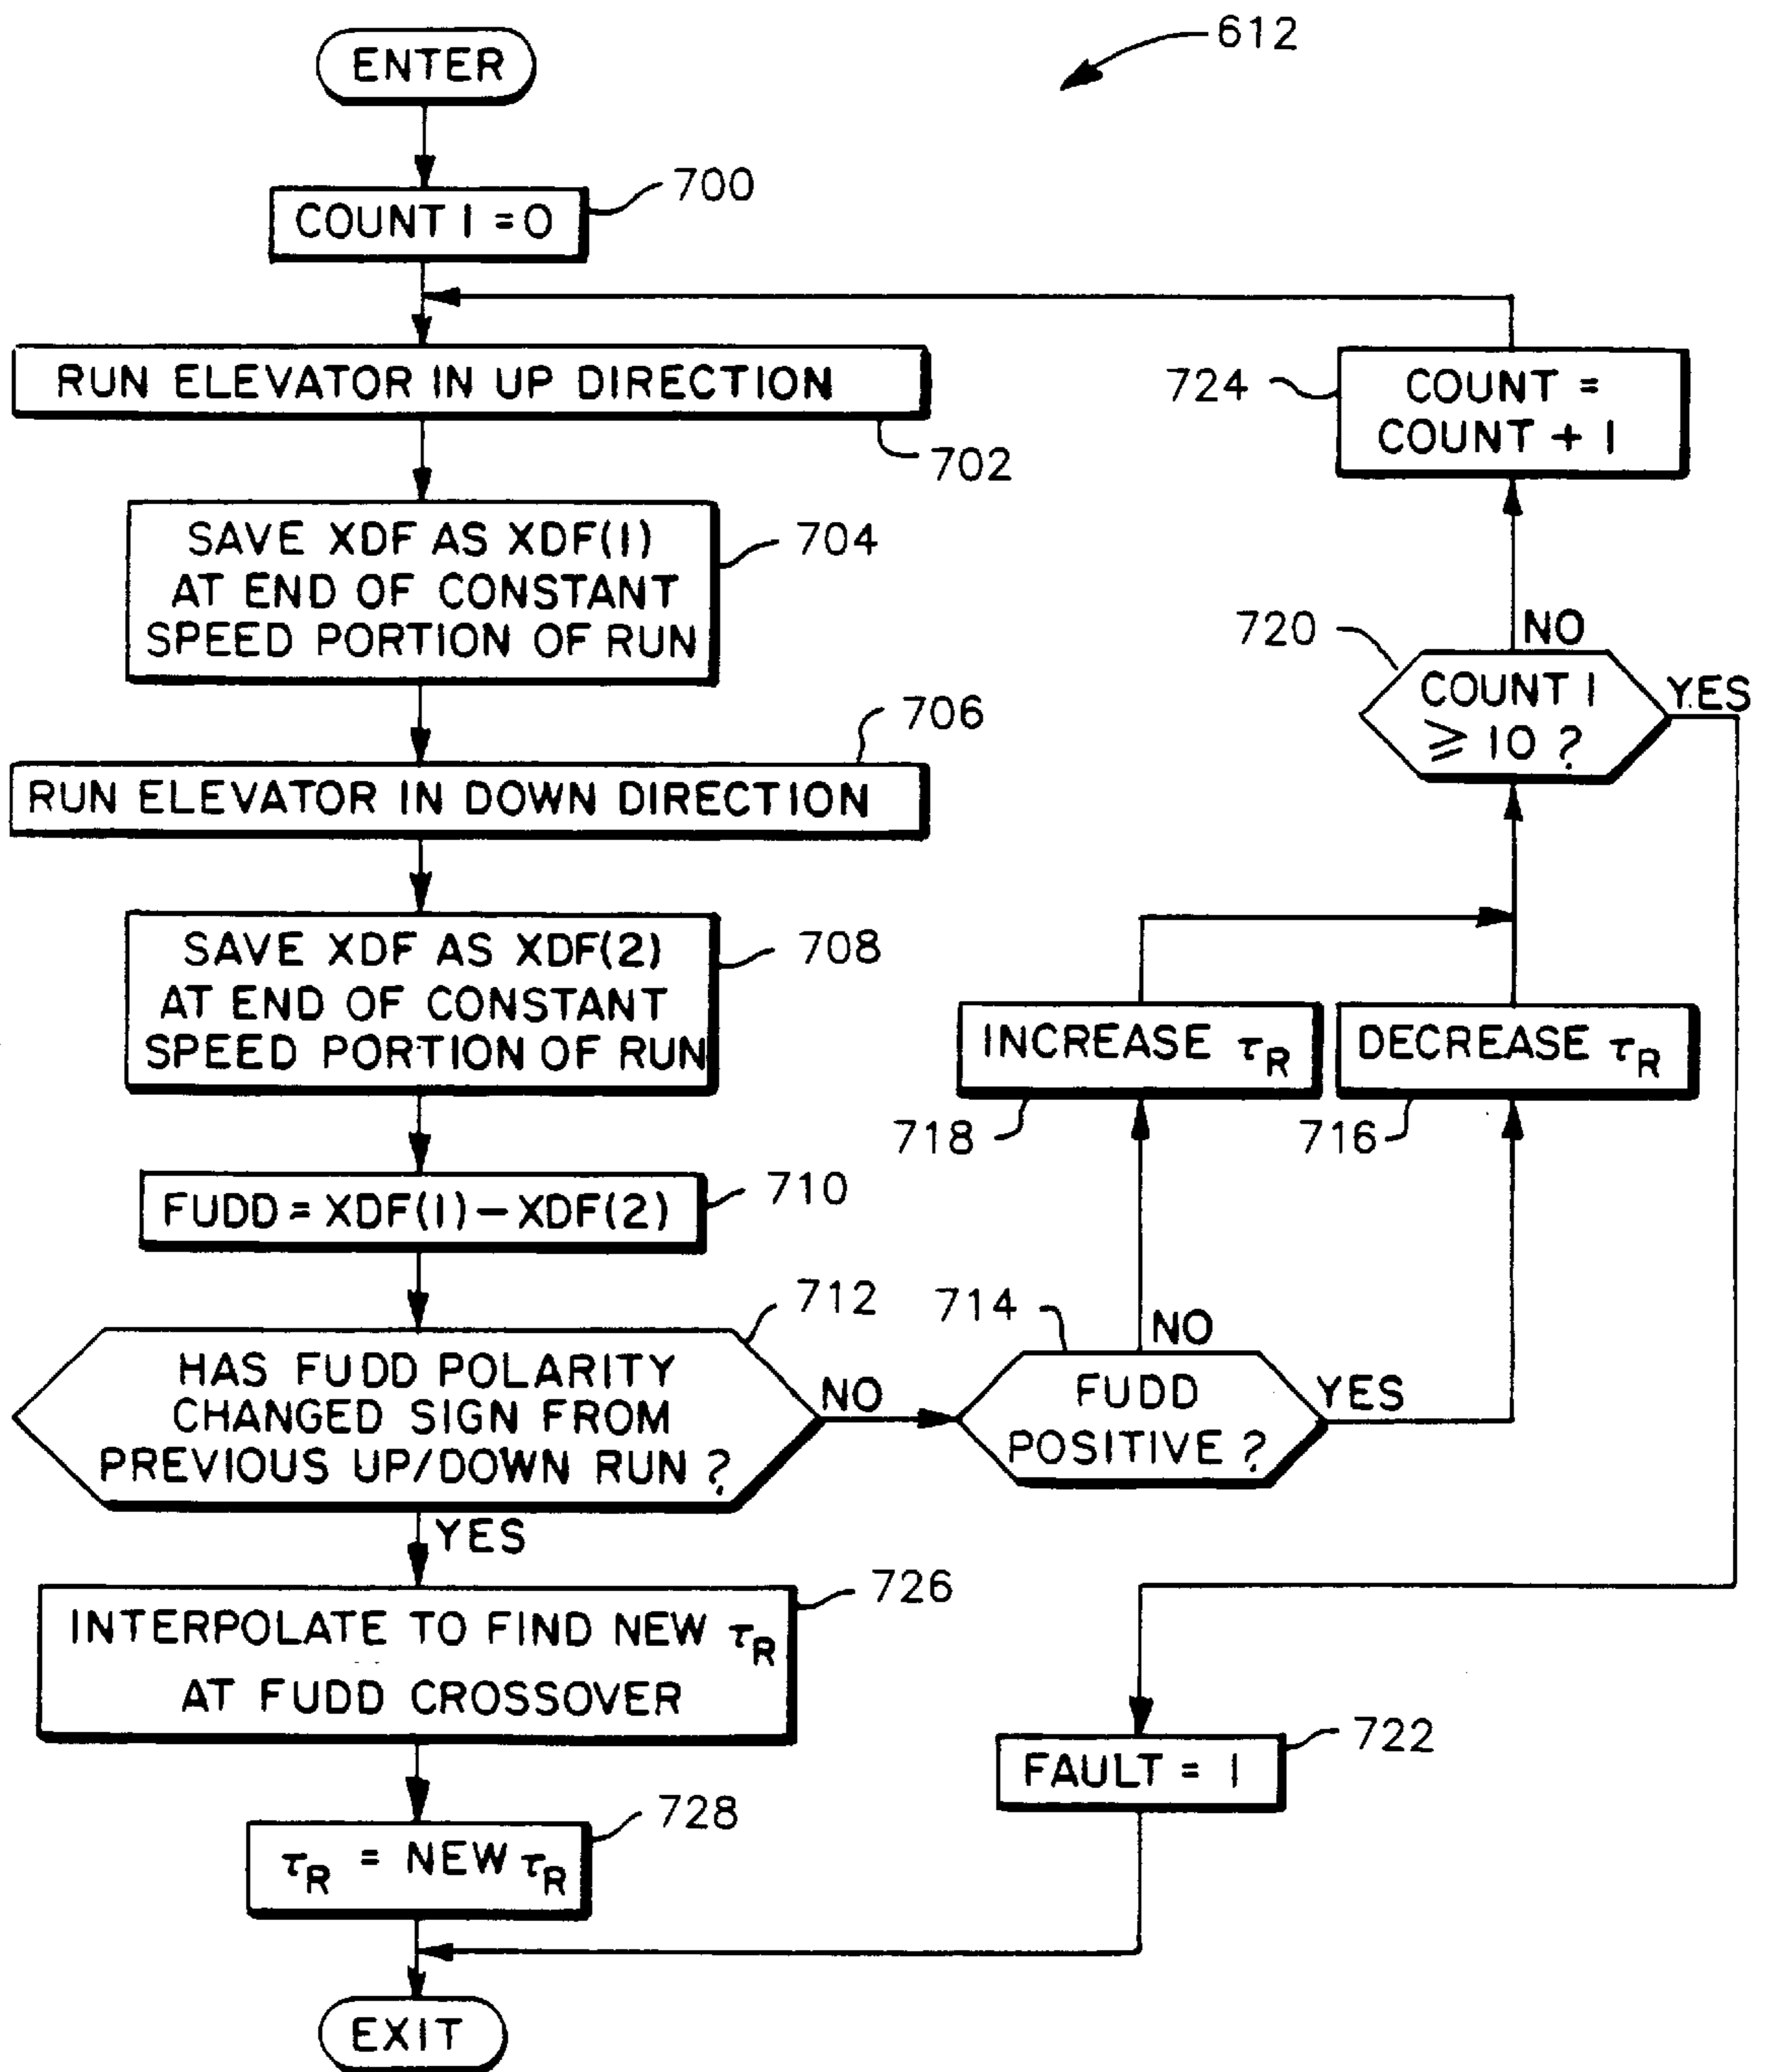 612
ENTER
700
COUNT 1 = 0
RUN ELEVATOR IN UP DIRECTION
702
SAVE XDF AS XDF(1)
AT END OF CONSTANT
SPEED PORTION OF RUN
704
706
RUN ELEVATOR IN DOWN DIRECTION
SAVE XDF AS XDF(2)
AT END OF CONSTANT
SPEED PORTION OF RUN
708
FUDD = XDF(1) – XDF(2)
710
712
HAS FUDD POLARITY
CHANGED SIGN FROM
PREVIOUS UP/DOWN RUN ?
NO
YES
714
FUDD
POSITIVE ?
NO
YES
INCREASE τR
718
DECREASE τR
716
720
COUNT 1
≥ 10 ?
NO
YES
724
COUNT =
COUNT + 1
726
INTERPOLATE TO FIND NEW τR
AT FUDD CROSSOVER
728
τR = NEW τR
FAULT = 1
722
EXIT